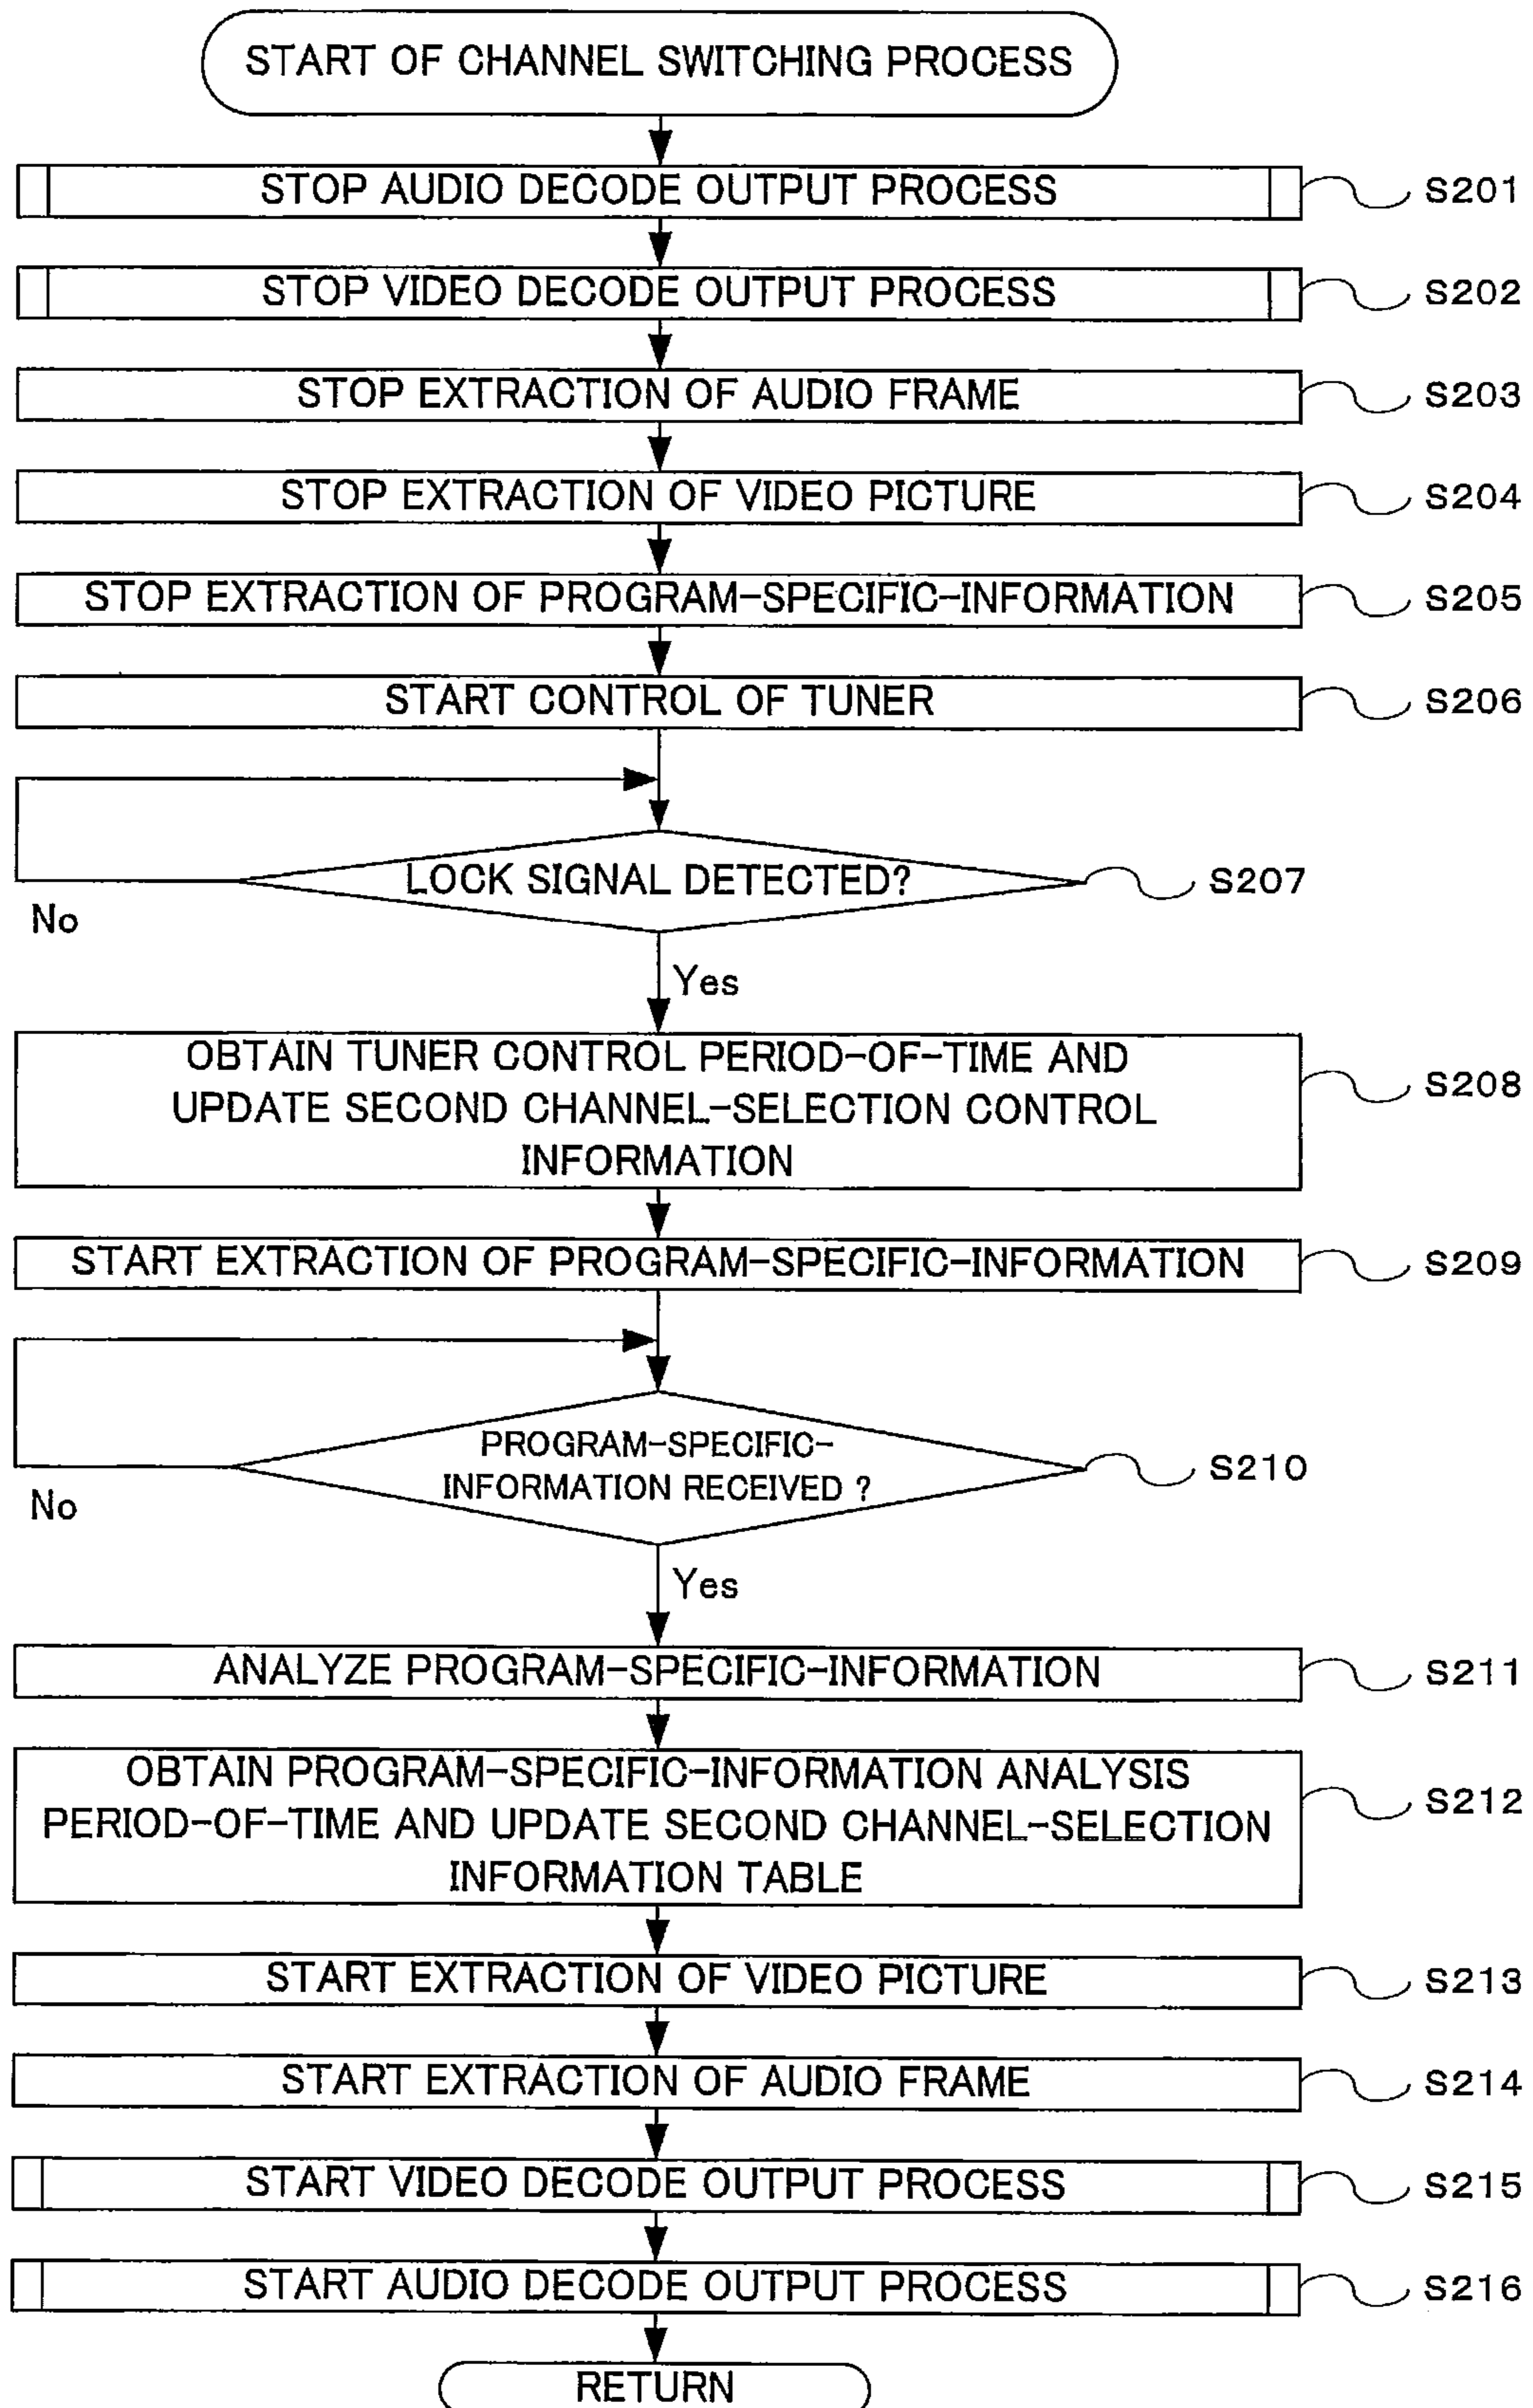 START OF CHANNEL SWITCHING PROCESS
STOP AUDIO DECODE OUTPUT PROCESS
S201
STOP VIDEO DECODE OUTPUT PROCESS
S202
STOP EXTRACTION OF AUDIO FRAME
S203
STOP EXTRACTION OF VIDEO PICTURE
S204
STOP EXTRACTION OF PROGRAM-SPECIFIC-INFORMATION
S205
START CONTROL OF TUNER
S206
LOCK SIGNAL DETECTED?
S207
No
Yes
OBTAIN TUNER CONTROL PERIOD-OF-TIME AND
UPDATE SECOND CHANNEL-SELECTION CONTROL
INFORMATION
S208
START EXTRACTION OF PROGRAM-SPECIFIC-INFORMATION
S209
PROGRAM-SPECIFIC-
INFORMATION RECEIVED ?
S210
No
Yes
ANALYZE PROGRAM-SPECIFIC-INFORMATION
S211
OBTAIN PROGRAM-SPECIFIC-INFORMATION ANALYSIS
PERIOD-OF-TIME AND UPDATE SECOND CHANNEL-SELECTION
INFORMATION TABLE
S212
START EXTRACTION OF VIDEO PICTURE
S213
START EXTRACTION OF AUDIO FRAME
S214
START VIDEO DECODE OUTPUT PROCESS
S215
START AUDIO DECODE OUTPUT PROCESS
S216
RETURN